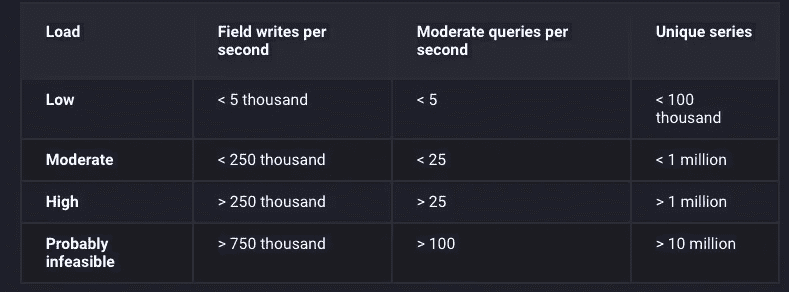 Load
Field writes per
second
Moderate queries per
second
Unique series
Low
< 5 thousand
< 5
< 100
thousand
Moderate
< 250 thousand
< 25
< 1 million
High
> 250 thousand
> 25
> 1 million
Probably
infeasible
> 750 thousand
> 100
> 10 million